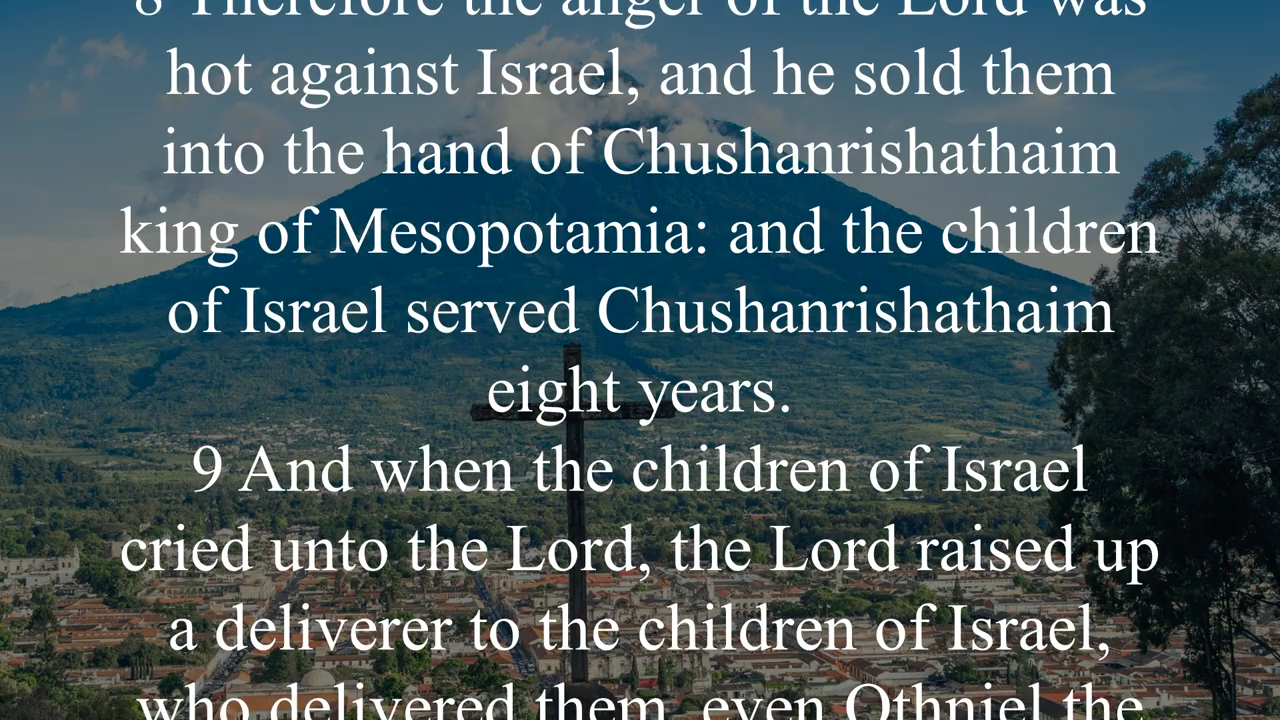 8 Therefore the anger of the Lord was
hot against Israel, and he sold them
into the hand of Chushanrishathaim
king of Mesopotamia: and the children
of Israel served Chushanrishathaim
eight years.
9 And when the children of Israel
cried unto the Lord, the Lord raised up
a deliverer to the children of Israel,
who delivered them, even Othniel the